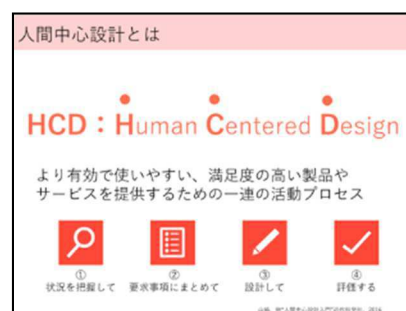 人間中心設計とは
HCD：Human Centered Design
より有効で使いやすい、満足度の高い製品や
サービスを提供するための一連の活動プロセス
① ② ③ ④
状況を把握して 要求事項にまとめて 設計して 評価する